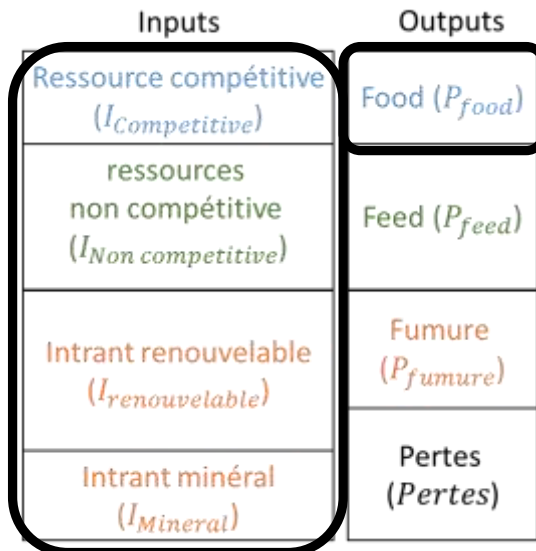 Inputs
Outputs
Ressource compétitive
(I_Competitive)
Food (P_food)
ressources
non compétitive
(I_Non competitive)
Feed (P_feed)
Intrant renouvelable
(I_renouvelable)
Fumure
(P_fumure)
Intrant minéral
(I_Mineral)
Pertes
(Pertes)